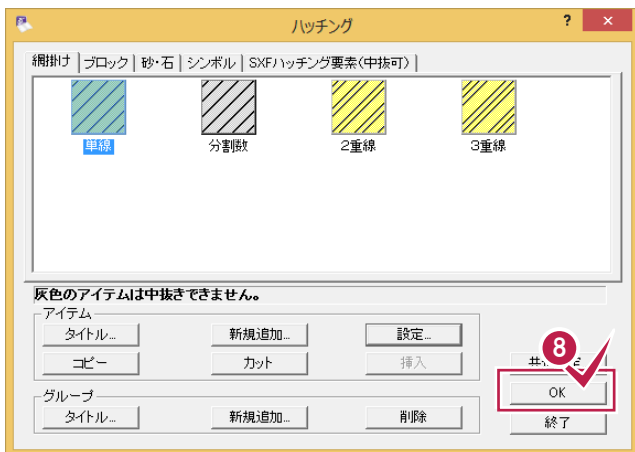 ハッチング ? ×
網掛け ブロック 砂・石 シンボル SXFハッチング要素(中抜可)
単線 分割数 2重線 3重線
灰色のアイテムは中抜きできません。
アイテム
タイトル... 新規追加... 設定...
コピー カット 挿入
8
OK
グループ
タイトル... 新規追加... 削除
終了